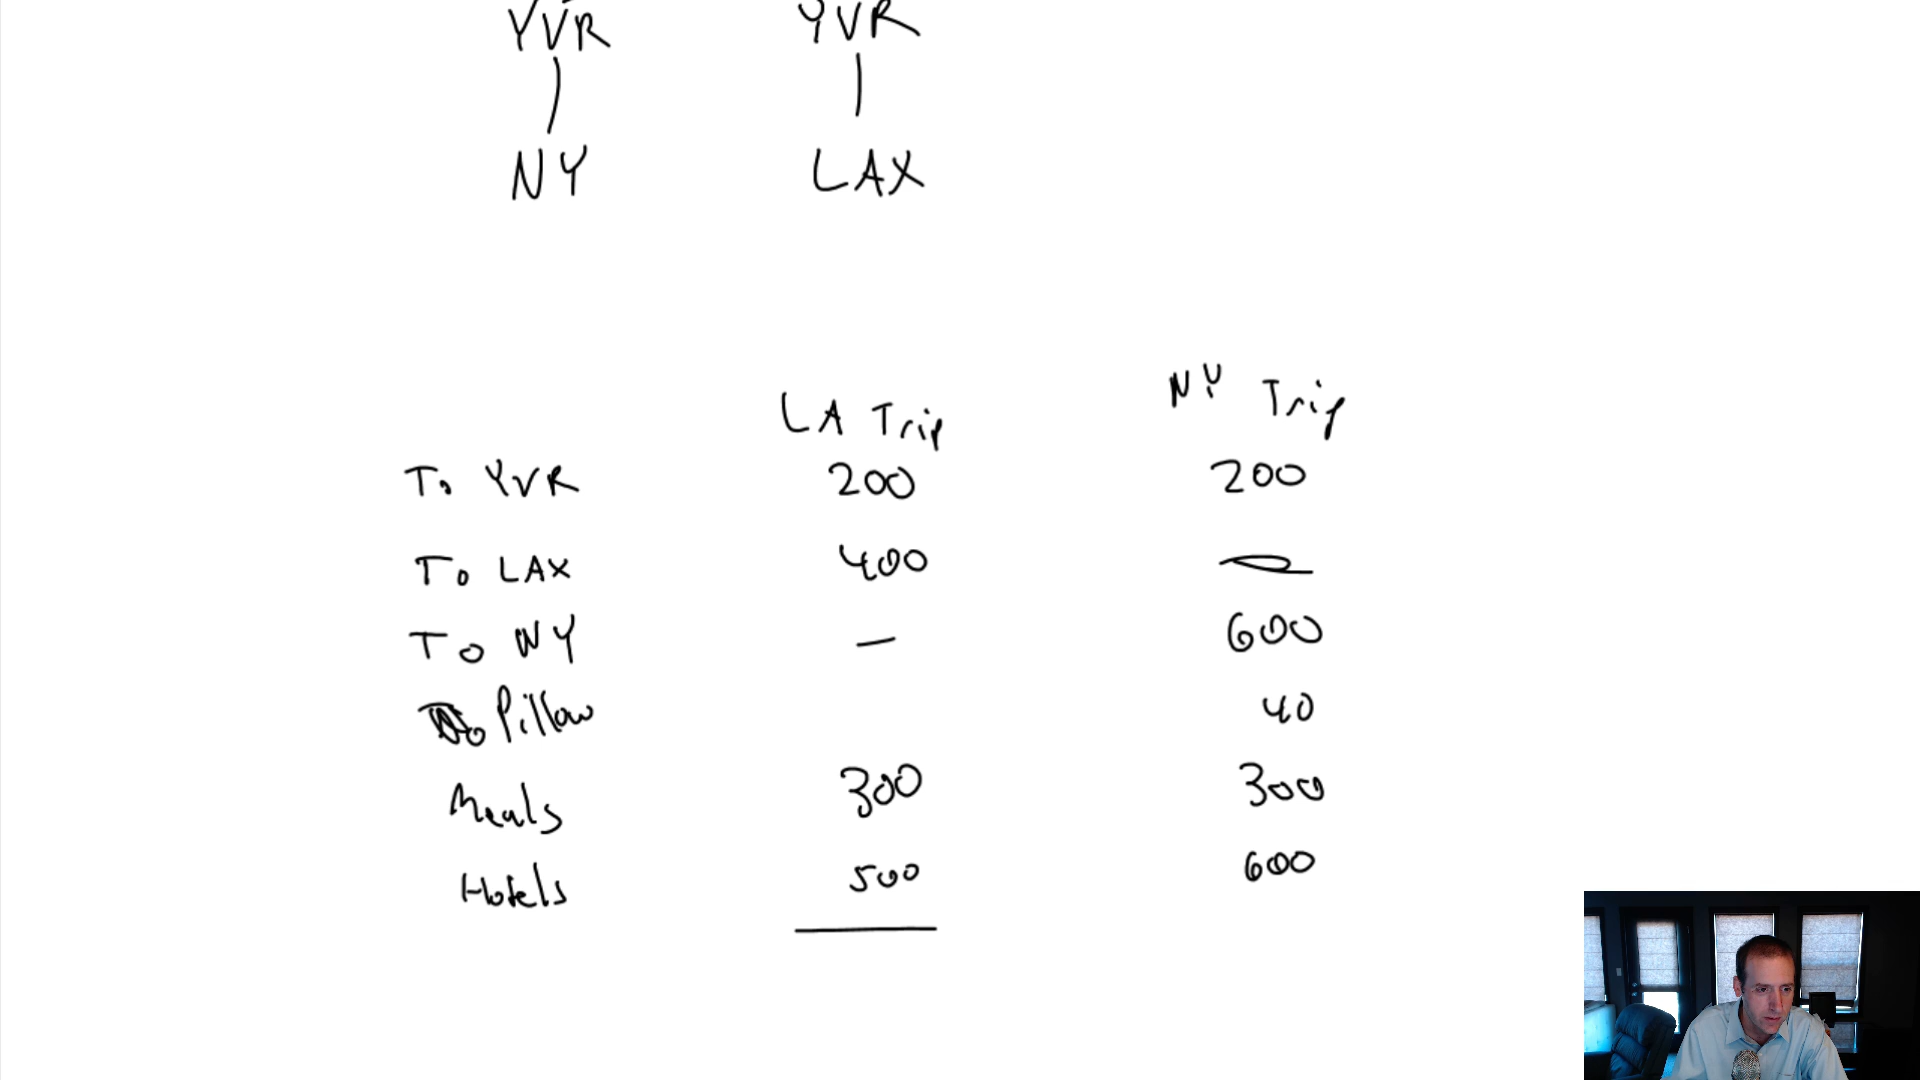 YVR YVR
NY LAX
LA Trip NY Trip
To YVR 200 200
To LAX 400 —
To NY — 600
Pillow 40
Meals 300 300
Hotels 500 600